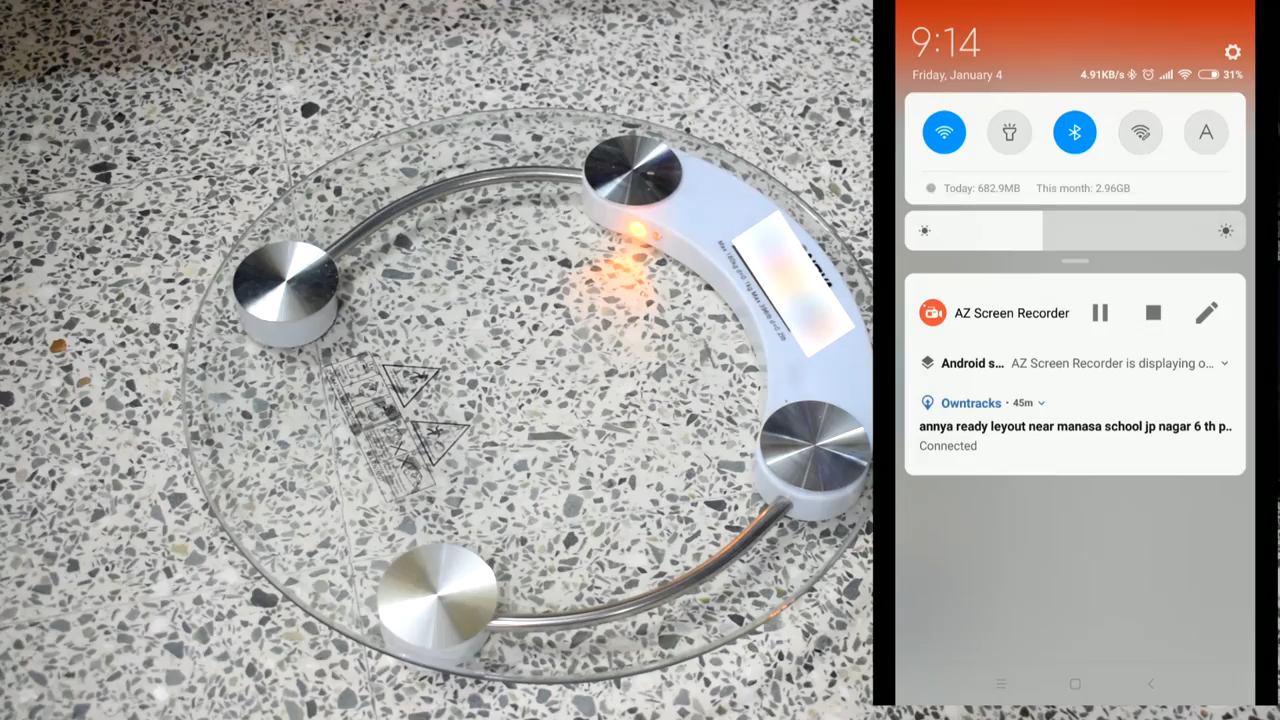 9:14
Friday, January 4
4.91KB/s
31%
A
Today: 682.9MB
This month: 2.96GB
AZ Screen Recorder
Android s... AZ Screen Recorder is displaying o...
Owntracks • 45m
annya ready leyout near manasa school jp nagar 6 th p..
Connected